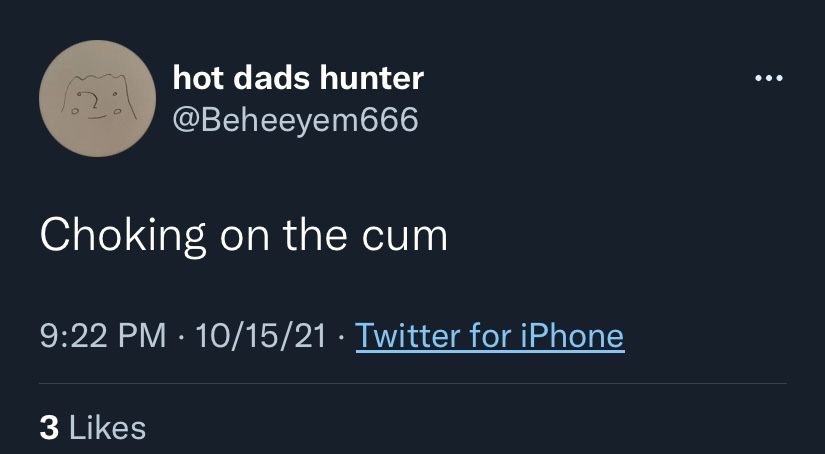 hot dads hunter
@Beheeyem666
Choking on the cum
9:22 PM · 10/15/21 · Twitter for iPhone
3 Likes